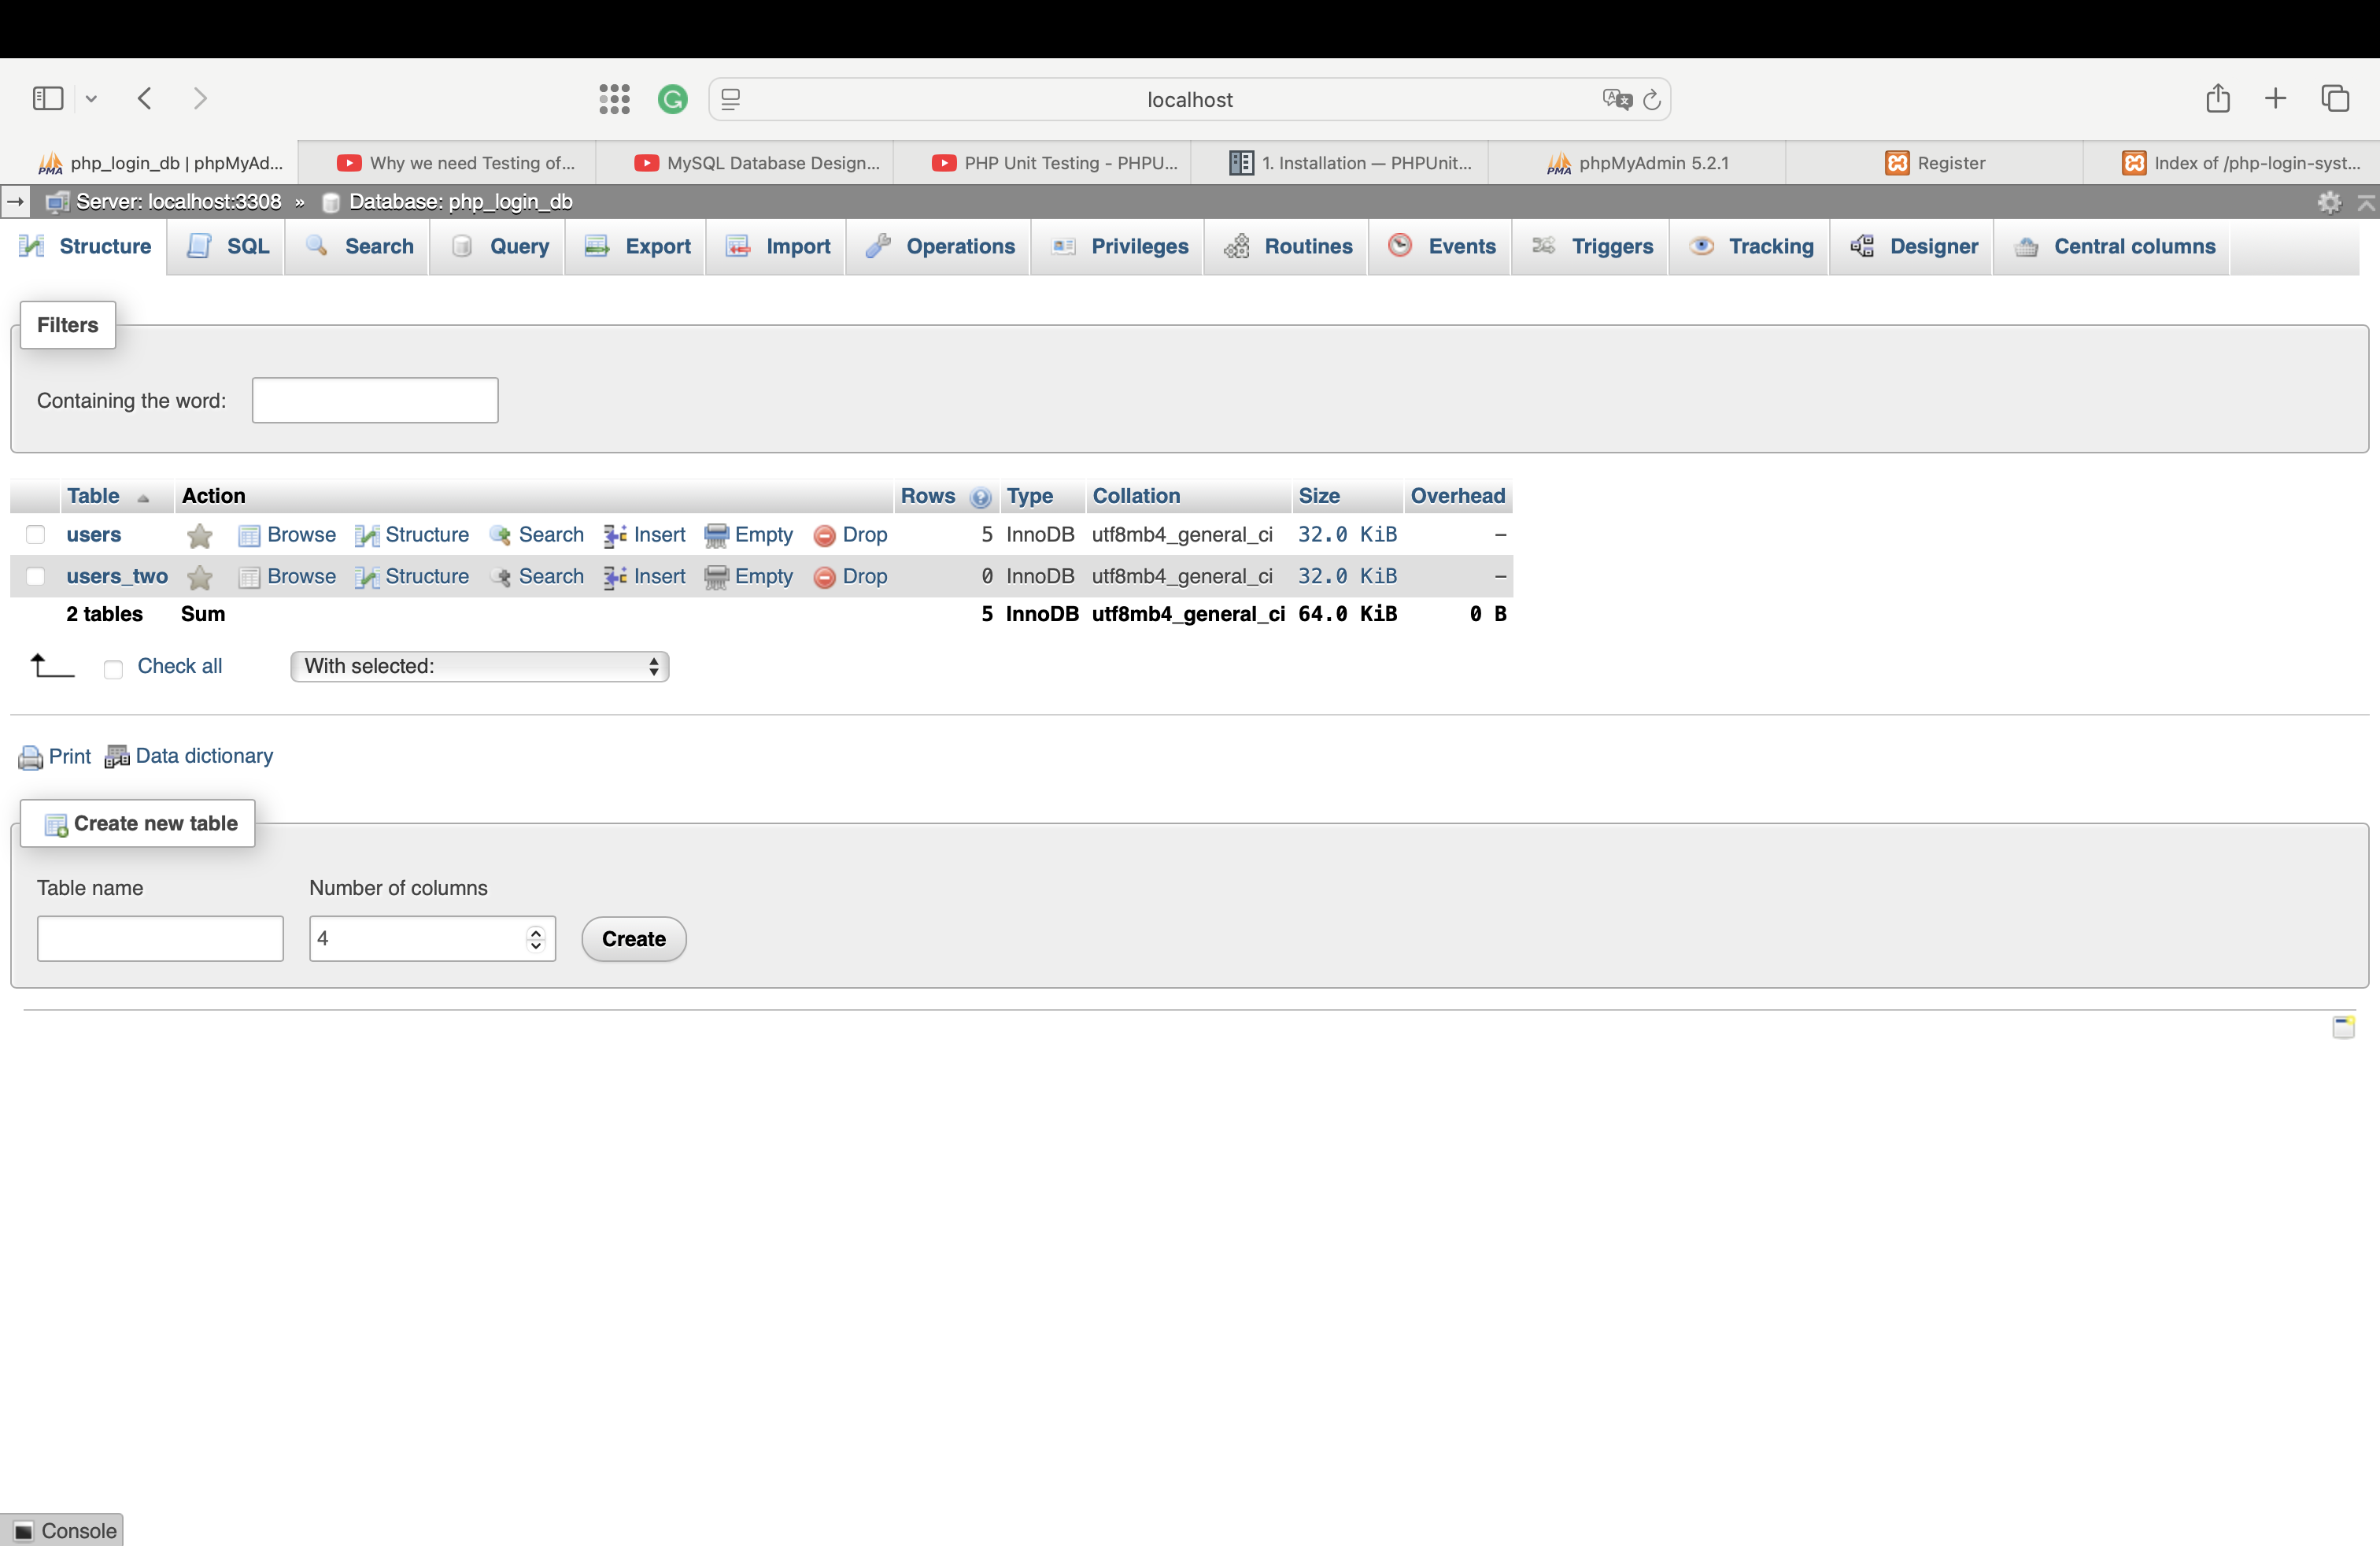 localhost
php_login_db | phpMyAd...
Why we need Testing of...
MySQL Database Design...
PHP Unit Testing - PHPU...
1. Installation — PHPUnit...
phpMyAdmin 5.2.1
Register
Index of /php-login-syst...
Server: localhost:3308 » Database: php_login_db
Structure SQL Search Query Export Import Operations Privileges Routines Events Triggers Tracking Designer Central columns
Filters
Containing the word:
Table Action Rows Type Collation Size Overhead
users Browse Structure Search Insert Empty Drop 5 InnoDB utf8mb4_general_ci 32.0 KiB –
users_two Browse Structure Search Insert Empty Drop 0 InnoDB utf8mb4_general_ci 32.0 KiB –
2 tables Sum 5 InnoDB utf8mb4_general_ci 64.0 KiB 0 B
Check all With selected:
Print Data dictionary
Create new table
Table name Number of columns
4 Create
Console